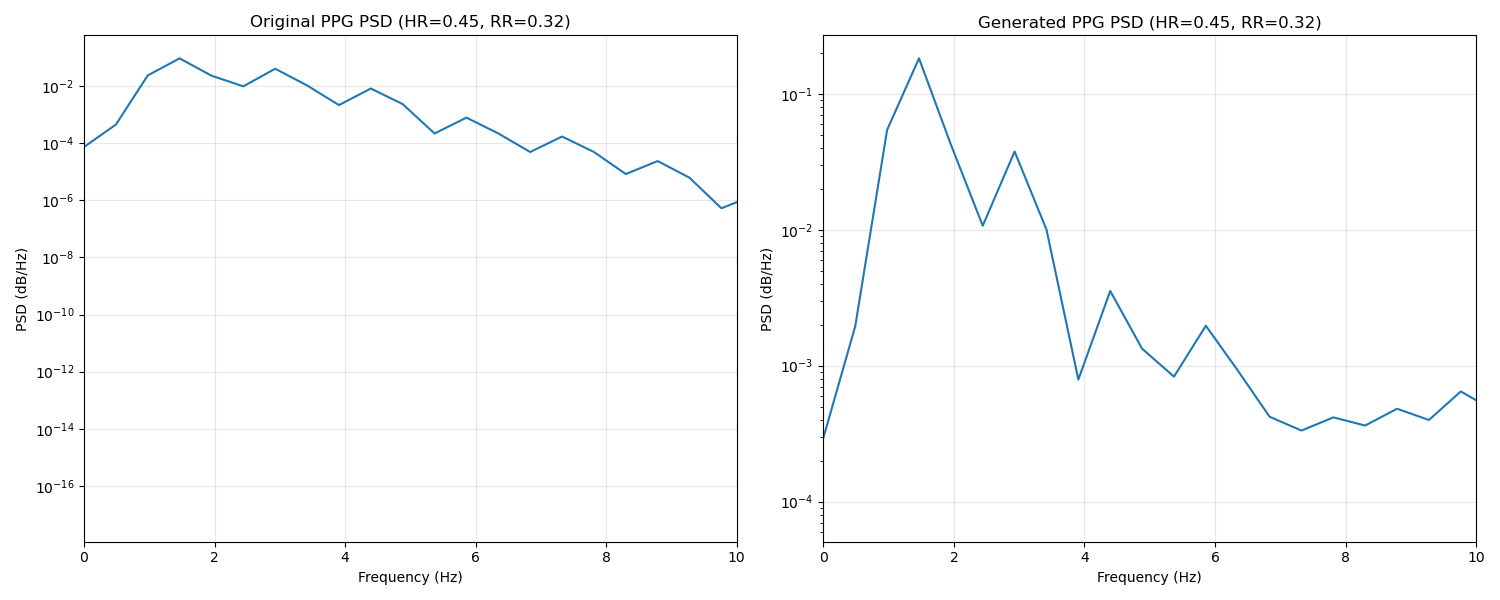 Original PPG PSD (HR=0.45, RR=0.32)
PSD (dB/Hz)
10⁻²
10⁻⁴
10⁻⁶
10⁻⁸
10⁻¹⁰
10⁻¹²
10⁻¹⁴
10⁻¹⁶
0 2 4 6 8 10
Frequency (Hz)
Generated PPG PSD (HR=0.45, RR=0.32)
PSD (dB/Hz)
10⁻¹
10⁻²
10⁻³
10⁻⁴
0 2 4 6 8 10
Frequency (Hz)